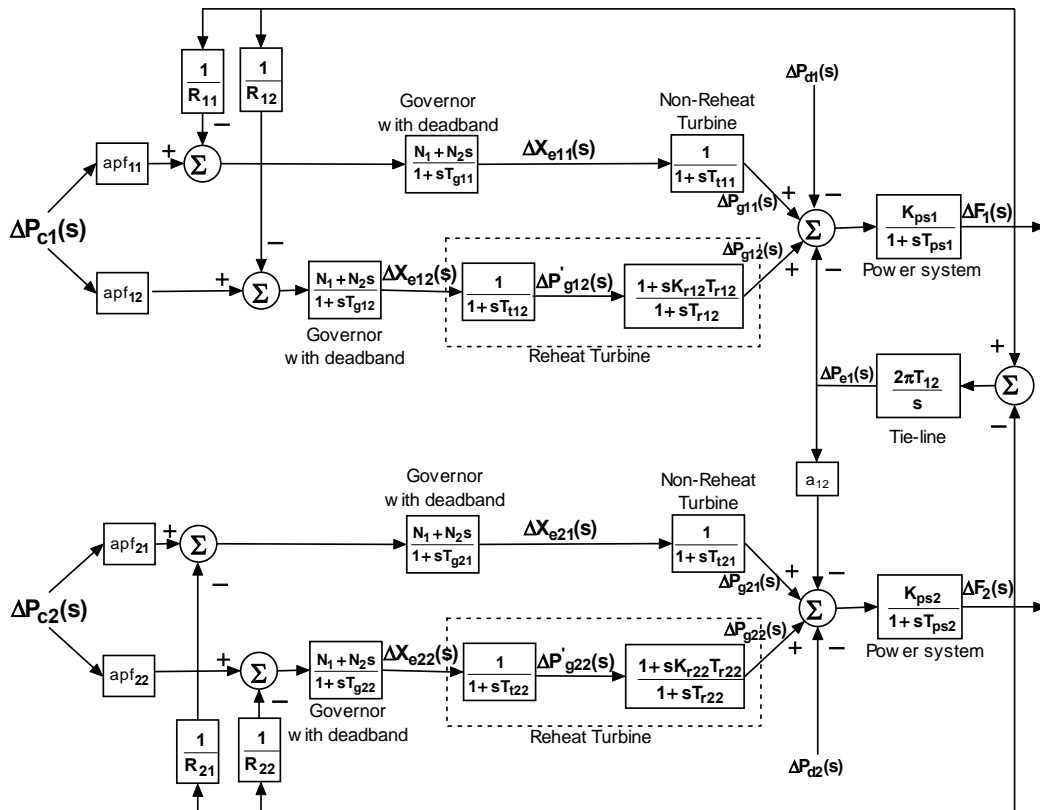 1
R11
1
R12
−
ΔPd1(s)
Governor
with deadband
Non-Reheat
Turbine
apf11
+
Σ
N1 + N2s
1 + sTg11
ΔXe11(s)
1
1 + sTt11
ΔPg11(s)
+
−
Σ
Kps1
1 + sTps1
ΔF1(s)
Power system
ΔPc1(s)
−
apf12
+
Σ
N1 + N2s
1 + sTg12
ΔXe12(s)
1
1 + sTt12
ΔP'g12(s)
1 + sKr12Tr12
1 + sTr12
ΔPg12(s)
+
−
Governor
with deadband
Reheat Turbine
ΔPe1(s)
2πT12
s
+
Σ
−
Tie-line
a12
Governor
with deadband
Non-Reheat
Turbine
apf21
+
Σ
−
N1 + N2s
1 + sTg21
ΔXe21(s)
1
1 + sTt21
ΔPg21(s)
+
−
Σ
Kps2
1 + sTps2
ΔF2(s)
Power system
ΔPc2(s)
apf22
+
Σ
−
N1 + N2s
1 + sTg22
ΔXe22(s)
1
1 + sTt22
ΔP'g22(s)
1 + sKr22Tr22
1 + sTr22
ΔPg22(s)
+
−
Governor
with deadband
Reheat Turbine
1
R21
1
R22
ΔPd2(s)